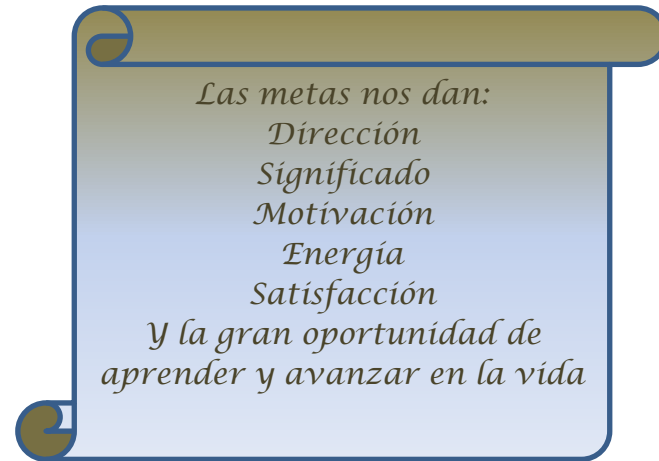 Las metas nos dan:
Dirección
Significado
Motivación
Energía
Satisfacción
Y la gran oportunidad de
aprender y avanzar en la vida